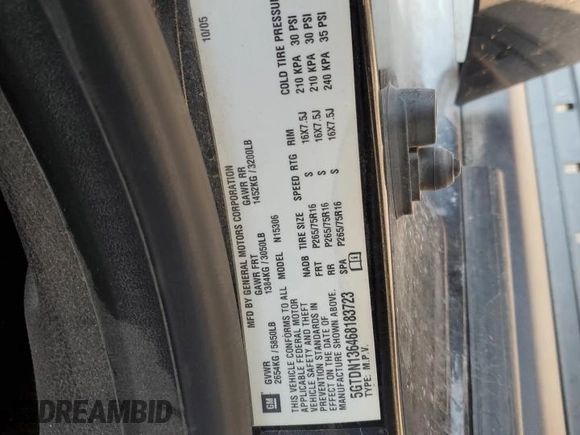 MFD BY GENERAL MOTORS CORPORATION 10/05
GM
GVWR GAWR FRT GAWR RR
2654KG / 5850LB 1384KG / 3050LB 1452KG / 3200LB
THIS VEHICLE CONFORMS TO ALL
APPLICABLE FEDERAL MOTOR
VEHICLE SAFETY AND THEFT
PREVENTION STANDARDS IN
EFFECT ON THE DATE OF
MANUFACTURE SHOWN ABOVE.
MODEL N15306
NADB TIRE SIZE SPEED RTG RIM COLD TIRE PRESSURE
FRT P265/75R16 S 16X7.5J 210 KPA 30 PSI
RR P265/75R16 S 16X7.5J 210 KPA 30 PSI
SPA P265/75R16 S 16X7.5J 240 KPA 35 PSI
5GTDN136468183723
TYPE: M.P.V.
DREAMBID